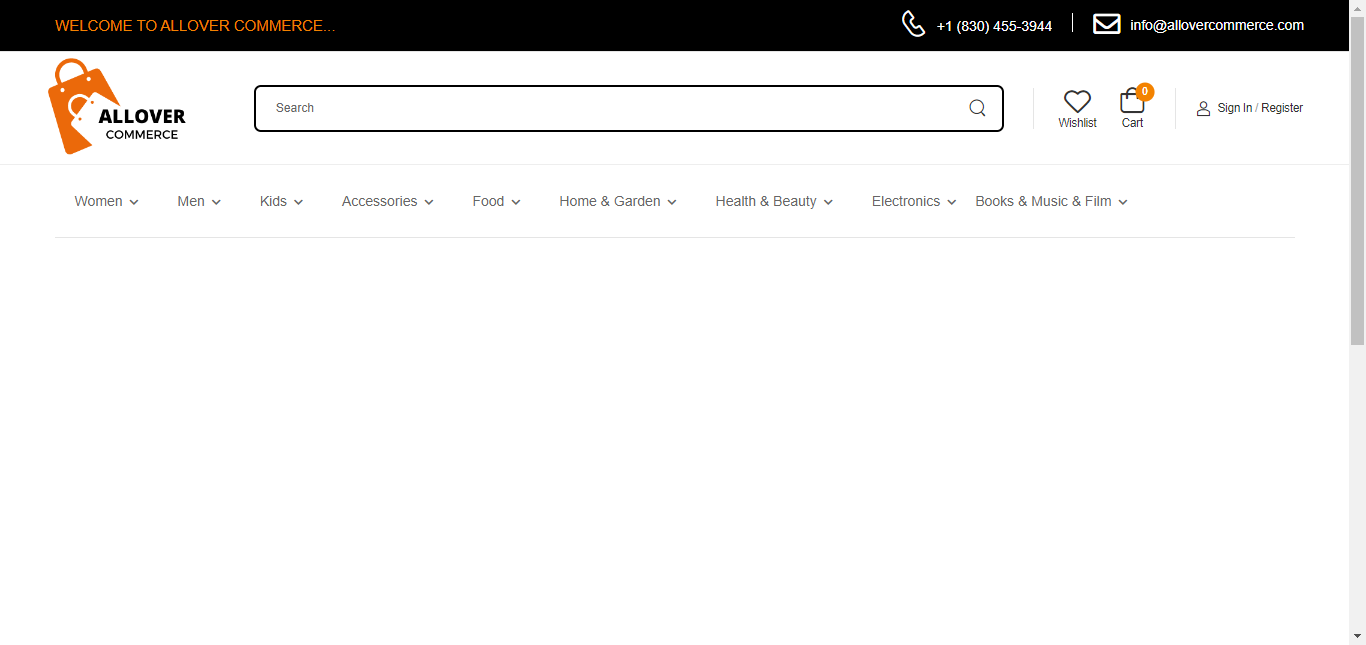 WELCOME TO ALLOVER COMMERCE...
+1 (830) 455-3944
info@allovercommerce.com
ALLOVER
COMMERCE
Search
0
Wishlist
Cart
Sign In / Register
Women
Men
Kids
Accessories
Food
Home & Garden
Health & Beauty
Electronics
Books & Music & Film